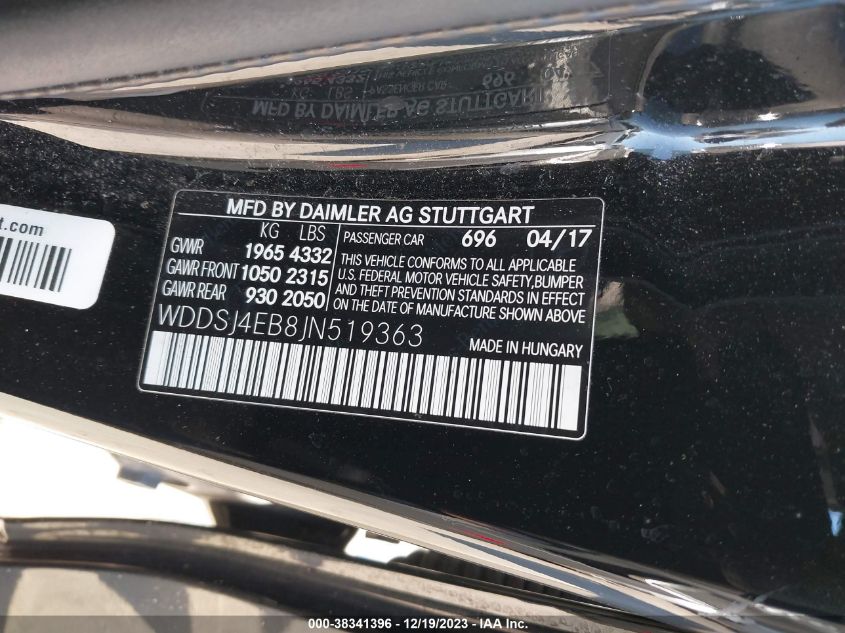 MFD BY DAIMLER AG STUTTGART
KG LBS
GVWR 1965 4332
GAWR FRONT 1050 2315
GAWR REAR 930 2050
PASSENGER CAR 696 04/17
THIS VEHICLE CONFORMS TO ALL APPLICABLE
U.S. FEDERAL MOTOR VEHICLE SAFETY, BUMPER
AND THEFT PREVENTION STANDARDS IN EFFECT
ON THE DATE OF MANUFACTURE SHOWN ABOVE.
WDDSJ4EB8JN519363
MADE IN HUNGARY
t.com
000-38341396 - 12/19/2023 - IAA Inc.